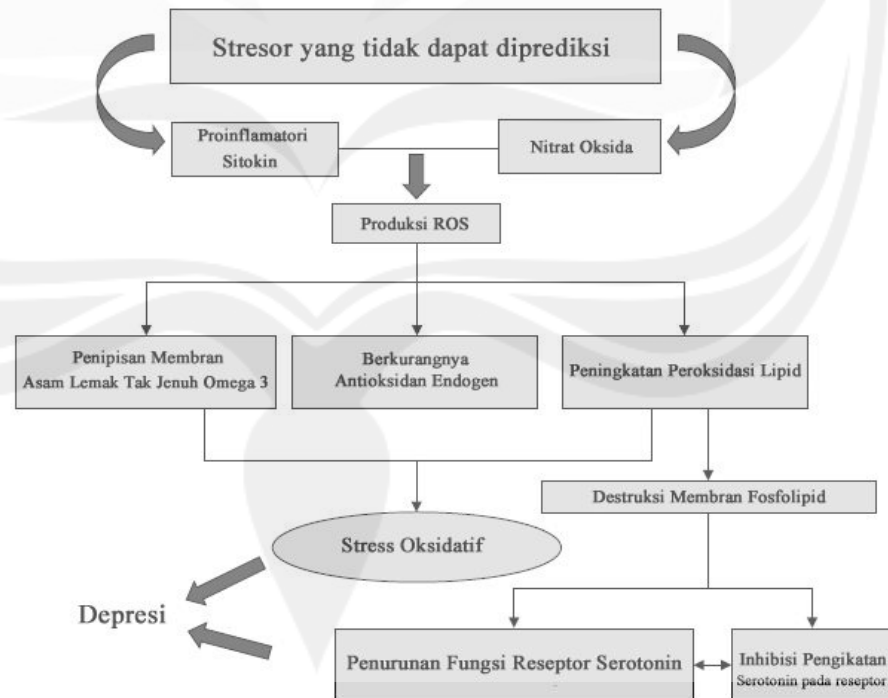 Stresor yang tidak dapat diprediksi
Proinflamatori
Sitokin
Nitrat Oksida
Produksi ROS
Penipisan Membran
Asam Lemak Tak Jenuh Omega 3
Berkurangnya
Antioksidan Endogen
Peningkatan Peroksidasi Lipid
Destruksi Membran Fosfolipid
Stress Oksidatif
Depresi
Penurunan Fungsi Reseptor Serotonin
Inhibisi Pengikatan
Serotonin pada reseptor